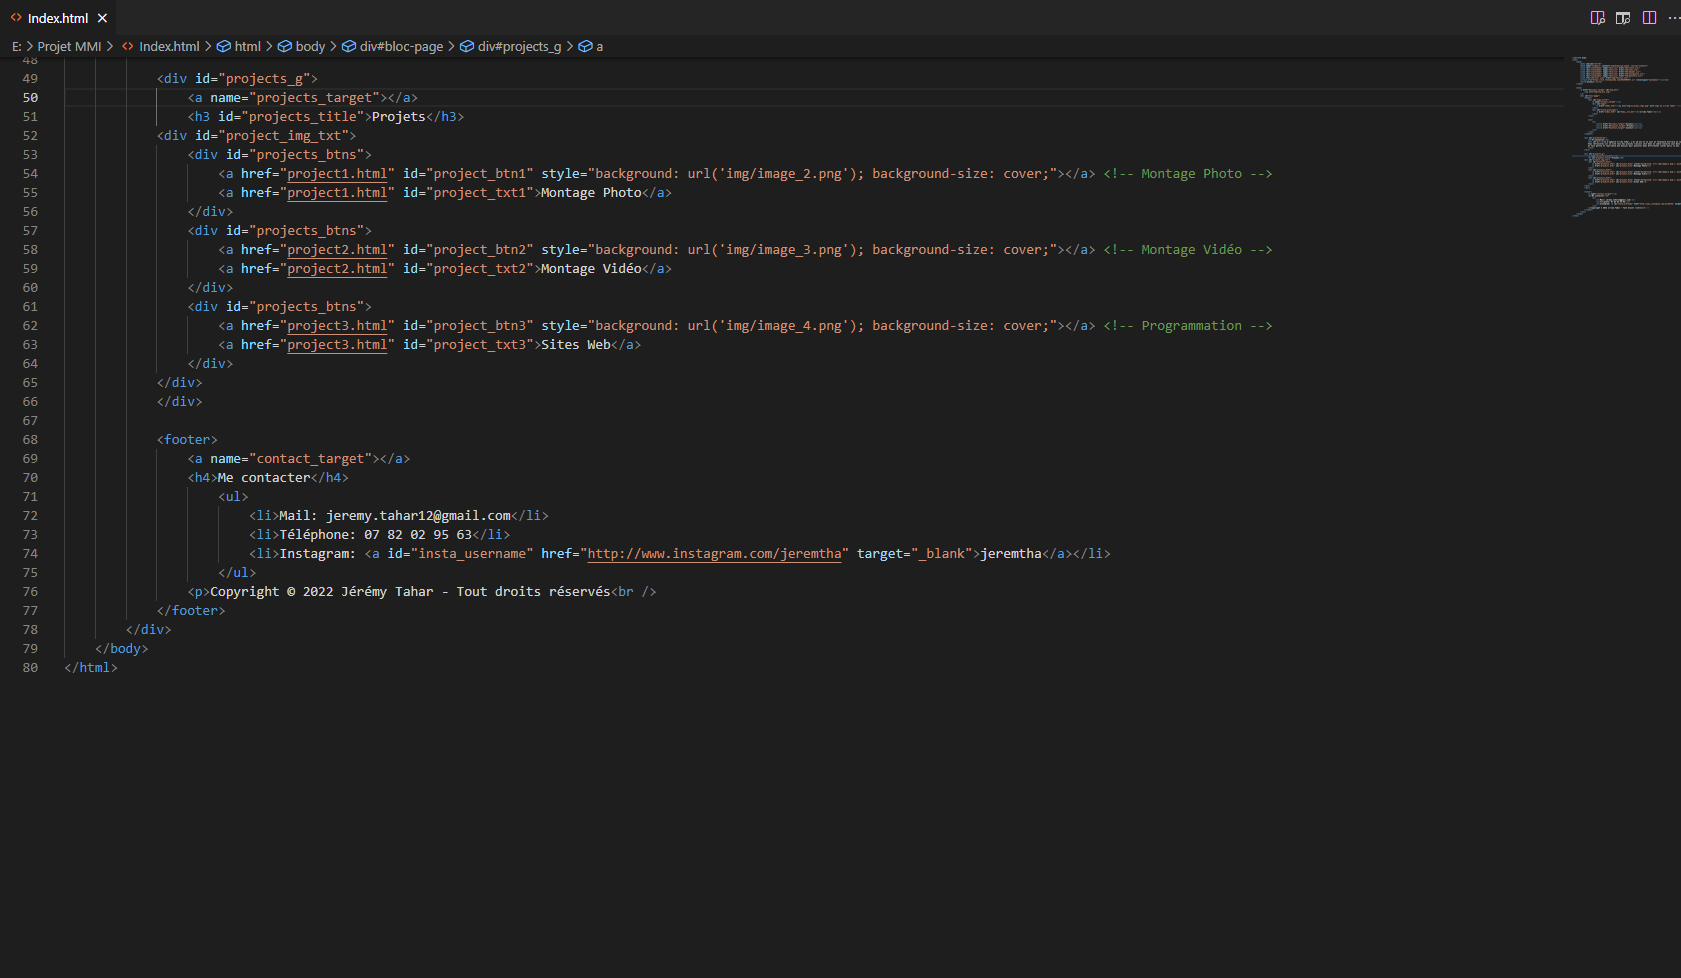 Index.html
E: > Projet MMI > Index.html > html > body > div#bloc-page > div#projects_g > a
48
49 <div id="projects_g">
50 <a name="projects_target"></a>
51 <h3 id="projects_title">Projets</h3>
52 <div id="project_img_txt">
53 <div id="projects_btns">
54 <a href="project1.html" id="project_btn1" style="background: url('img/image_2.png'); background-size: cover;"></a> <!-- Montage Photo -->
55 <a href="project1.html" id="project_txt1">Montage Photo</a>
56 </div>
57 <div id="projects_btns">
58 <a href="project2.html" id="project_btn2" style="background: url('img/image_3.png'); background-size: cover;"></a> <!-- Montage Vidéo -->
59 <a href="project2.html" id="project_txt2">Montage Vidéo</a>
60 </div>
61 <div id="projects_btns">
62 <a href="project3.html" id="project_btn3" style="background: url('img/image_4.png'); background-size: cover;"></a> <!-- Programmation -->
63 <a href="project3.html" id="project_txt3">Sites Web</a>
64 </div>
65 </div>
66 </div>
67
68 <footer>
69 <a name="contact_target"></a>
70 <h4>Me contacter</h4>
71 <ul>
72 <li>Mail: jeremy.tahar12@gmail.com</li>
73 <li>Téléphone: 07 82 02 95 63</li>
74 <li>Instagram: <a id="insta_username" href="http://www.instagram.com/jeremtha" target="_blank">jeremtha</a></li>
75 </ul>
76 <p>Copyright © 2022 Jérémy Tahar - Tout droits réservés<br />
77 </footer>
78 </div>
79 </body>
80 </html>